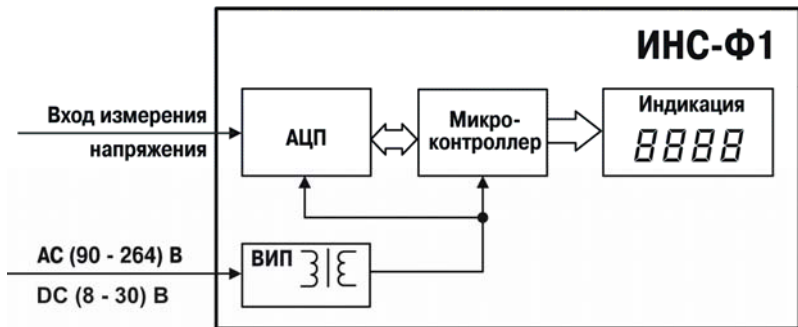 ИНС-Ф1
Вход измерения
напряжения
АЦП
Микро-
контроллер
Индикация
8888
AC (90 - 264) В
DC (8 - 30) В
ВИП